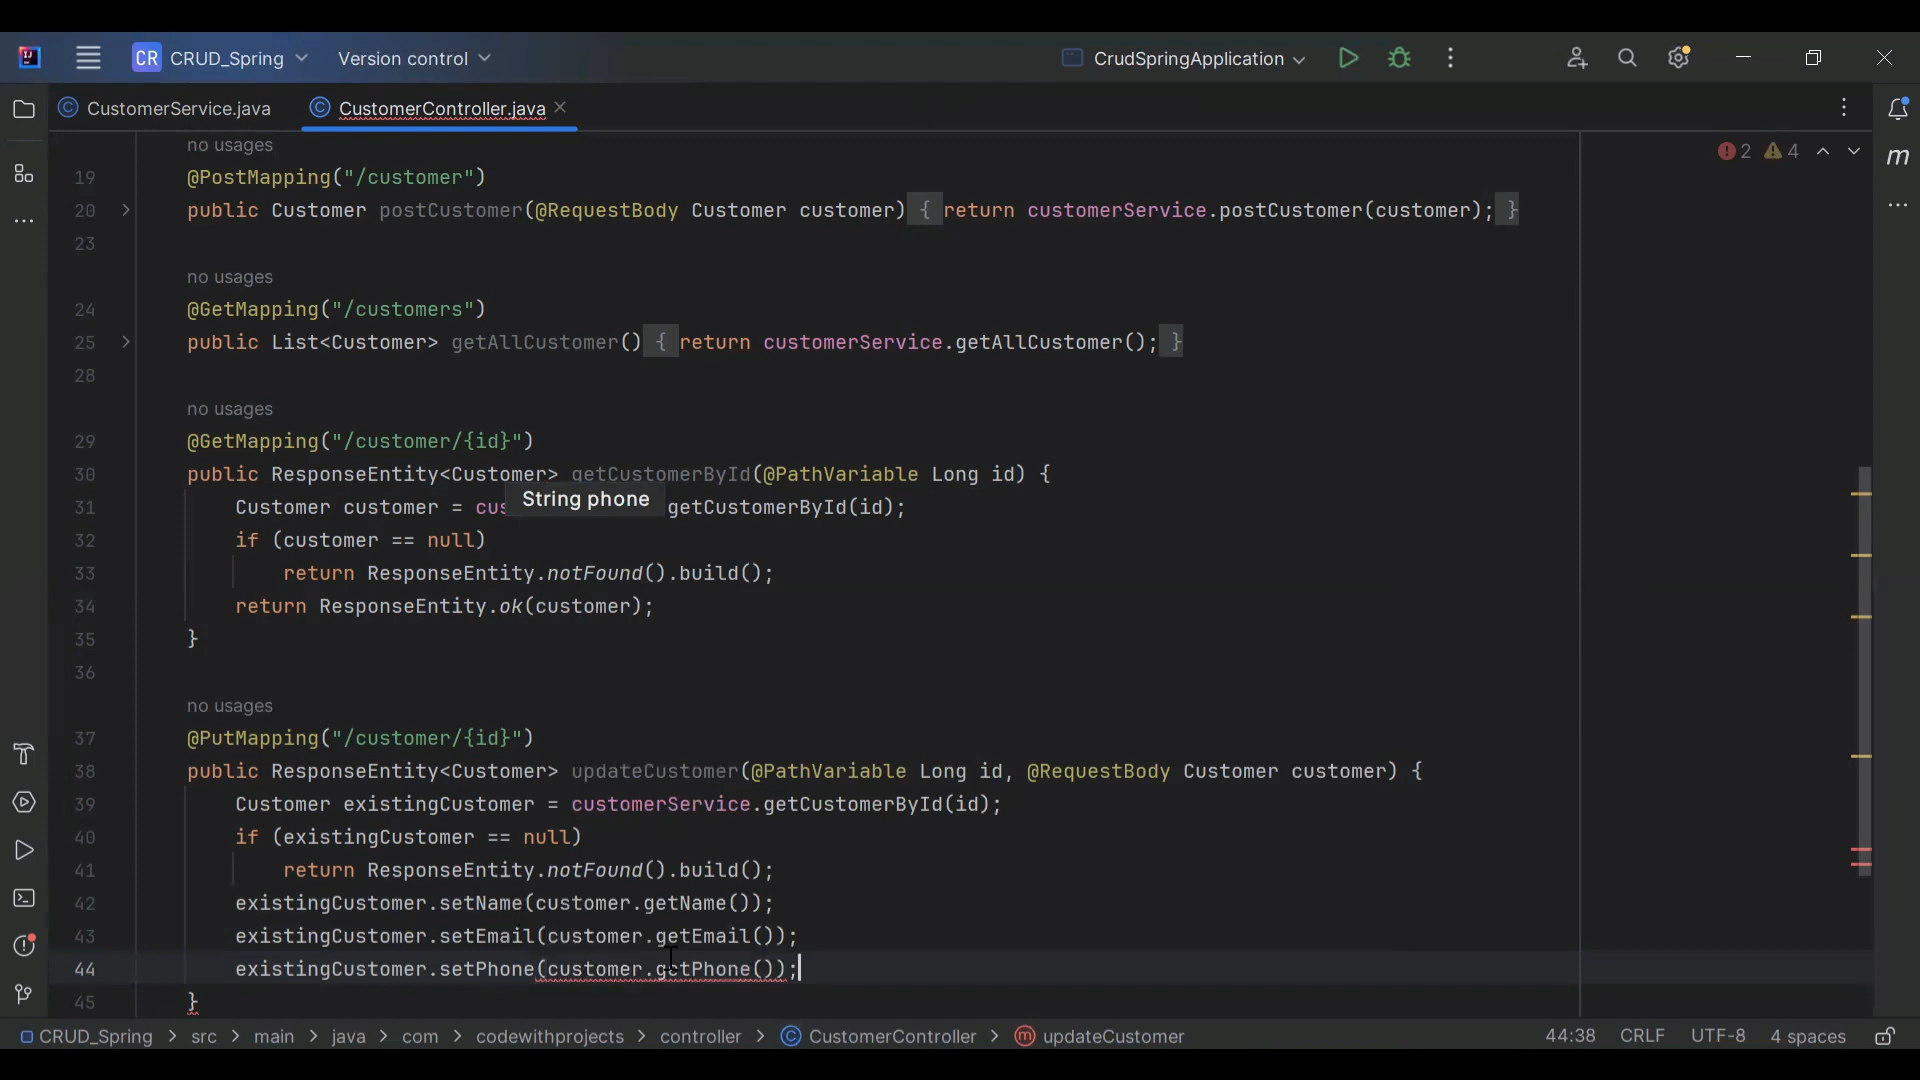 CR CRUD_Spring Version control CrudSpringApplication
CustomerService.java CustomerController.java
2 4
no usages
19 @PostMapping("/customer")
20 public Customer postCustomer(@RequestBody Customer customer) { return customerService.postCustomer(customer); }
23
no usages
24 @GetMapping("/customers")
25 public List<Customer> getAllCustomer() { return customerService.getAllCustomer(); }
28
no usages
29 @GetMapping("/customer/{id}")
30 public ResponseEntity<Customer> getCustomerById(@PathVariable Long id) {
String phone
31 Customer customer = cus getCustomerById(id);
32 if (customer == null)
33 return ResponseEntity.notFound().build();
34 return ResponseEntity.ok(customer);
35 }
36
no usages
37 @PutMapping("/customer/{id}")
38 public ResponseEntity<Customer> updateCustomer(@PathVariable Long id, @RequestBody Customer customer) {
39 Customer existingCustomer = customerService.getCustomerById(id);
40 if (existingCustomer == null)
41 return ResponseEntity.notFound().build();
42 existingCustomer.setName(customer.getName());
43 existingCustomer.setEmail(customer.getEmail());
44 existingCustomer.setPhone(customer.getPhone());
45 }
CRUD_Spring > src > main > java > com > codewithprojects > controller > CustomerController > updateCustomer 44:38 CRLF UTF-8 4 spaces